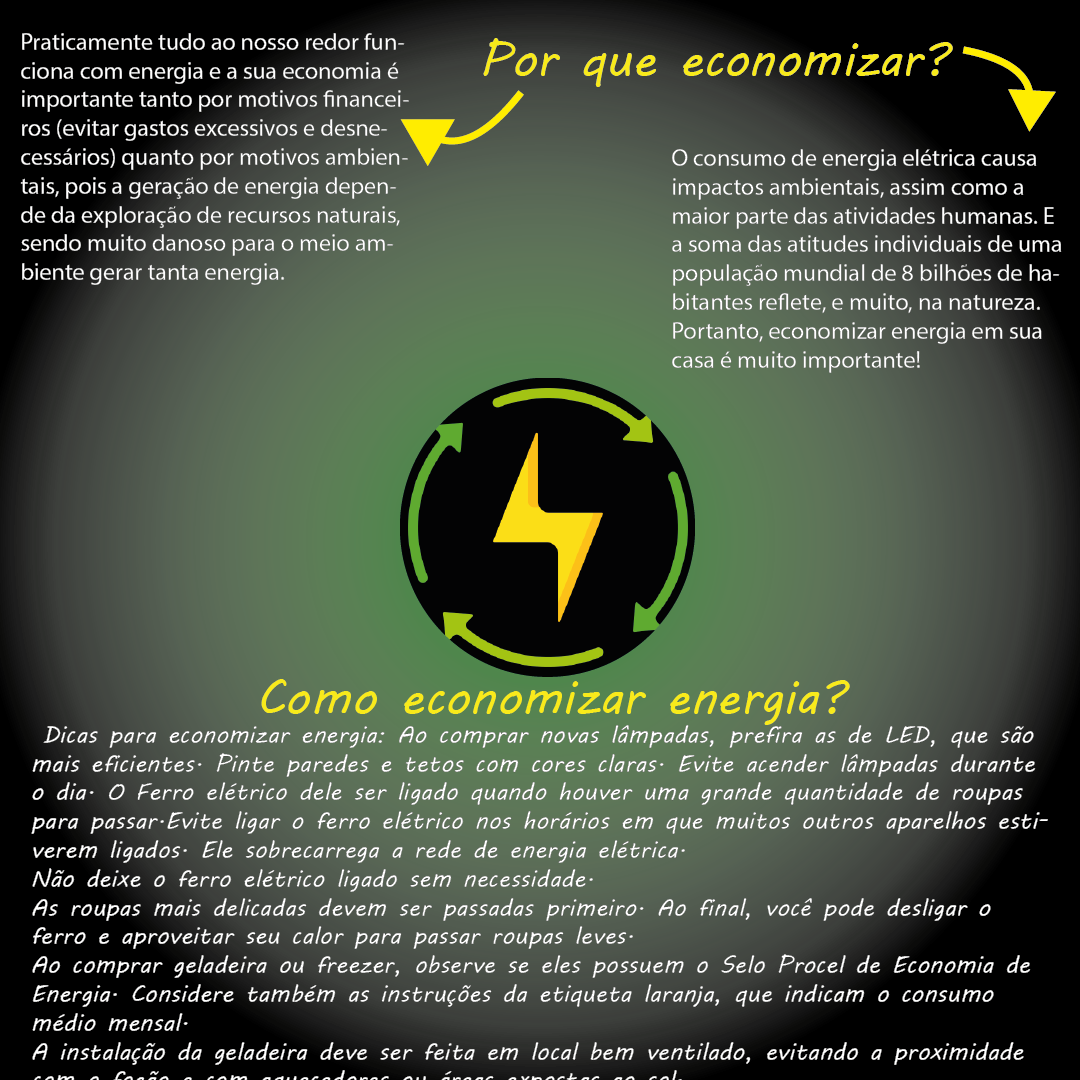 Por que economizar?
Praticamente tudo ao nosso redor fun-
ciona com energia e a sua economia é
importante tanto por motivos financei-
ros (evitar gastos excessivos e desne-
cessários) quanto por motivos ambien-
tais, pois a geração de energia depen-
de da exploração de recursos naturais,
sendo muito danoso para o meio am-
biente gerar tanta energia.
O consumo de energia elétrica causa
impactos ambientais, assim como a
maior parte das atividades humanas. E
a soma das atitudes individuais de uma
população mundial de 8 bilhões de ha-
bitantes reflete, e muito, na natureza.
Portanto, economizar energia em sua
casa é muito importante!
Como economizar energia?
Dicas para economizar energia: Ao comprar novas lâmpadas, prefira as de LED, que são
mais eficientes. Pinte paredes e tetos com cores claras. Evite acender lâmpadas durante
o dia. O Ferro elétrico dele ser ligado quando houver uma grande quantidade de roupas
para passar.Evite ligar o ferro elétrico nos horários em que muitos outros aparelhos esti-
verem ligados. Ele sobrecarrega a rede de energia elétrica.
Não deixe o ferro elétrico ligado sem necessidade.
As roupas mais delicadas devem ser passadas primeiro. Ao final, você pode desligar o
ferro e aproveitar seu calor para passar roupas leves.
Ao comprar geladeira ou freezer, observe se eles possuem o Selo Procel de Economia de
Energia. Considere também as instruções da etiqueta laranja, que indicam o consumo
médio mensal.
A instalação da geladeira deve ser feita em local bem ventilado, evitando a proximidade
com o fogão e com aquecedores ou áreas expostas ao sol.